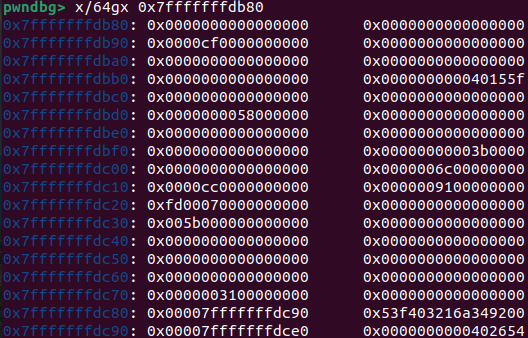 pwndbg> x/64gx 0x7fffffffdb80
0x7fffffffdb80: 0x0000000000000000 0x0000000000000000
0x7fffffffdb90: 0x0000cf0000000000 0x0000000000000000
0x7fffffffdba0: 0x0000000000000000 0x0000000000000000
0x7fffffffdbb0: 0x0000000000000000 0x000000000040155f
0x7fffffffdbc0: 0x0000000000000000 0x0000000000000000
0x7fffffffdbd0: 0x0000000058000000 0x0000000000000000
0x7fffffffdbe0: 0x0000000000000000 0x0000000000000000
0x7fffffffdbf0: 0x0000000000000000 0x00000000003b0000
0x7fffffffdc00: 0x0000000000000000 0x0000006c00000000
0x7fffffffdc10: 0x0000cc0000000000 0x0000009100000000
0x7fffffffdc20: 0xfd00070000000000 0x0000000000000000
0x7fffffffdc30: 0x005b000000000000 0x0000000000000000
0x7fffffffdc40: 0x0000000000000000 0x0000000000000000
0x7fffffffdc50: 0x0000000000000000 0x0000000000000000
0x7fffffffdc60: 0x0000000000000000 0x0000000000000000
0x7fffffffdc70: 0x0000003100000000 0x0000000000000000
0x7fffffffdc80: 0x00007fffffffdc90 0x53f403216a349200
0x7fffffffdc90: 0x00007fffffffdce0 0x0000000000402654